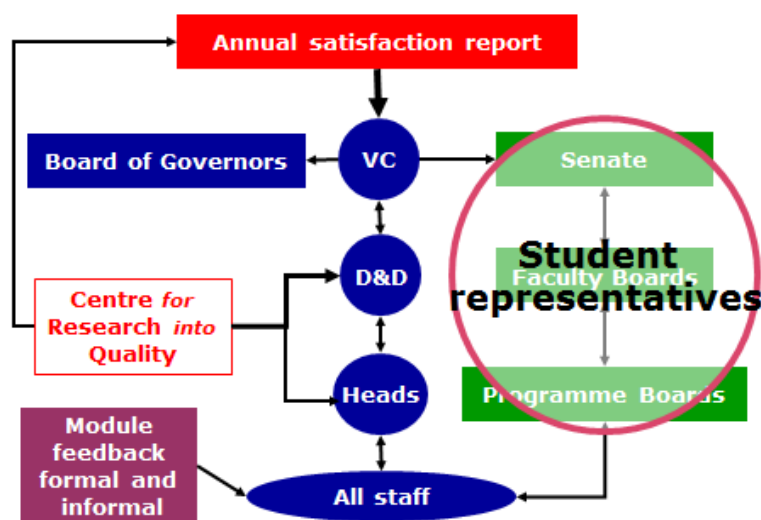 Annual satisfaction report
Board of Governors
VC
Senate
D&D
Student
Faculty Boards
representatives
Centre for
Research into
Quality
Heads
Programme Boards
Module
feedback
formal and
informal
All staff